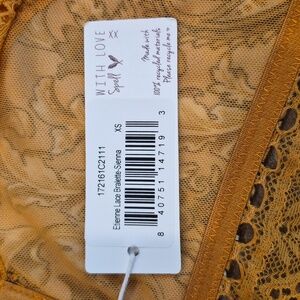 WITH LOVE XX
Spell
Made with
100% recycled materials
Please recycle me
172161C2111
XS
Etienne Lace Bralette-Sienna
8 40751 14719 3